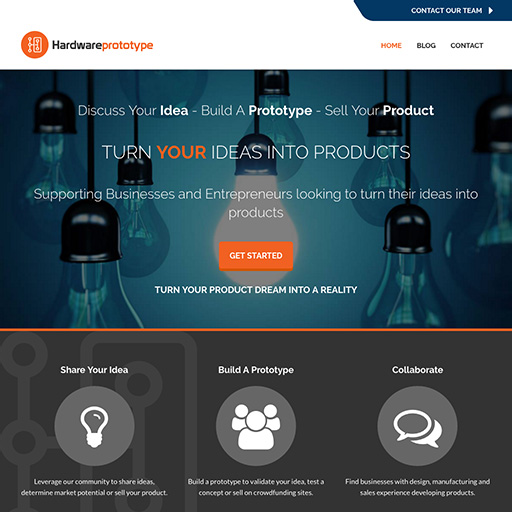 CONTACT OUR TEAM
Hardwareprototype
HOME BLOG CONTACT
Discuss Your Idea - Build A Prototype - Sell Your Product
TURN YOUR IDEAS INTO PRODUCTS
Supporting Businesses and Entrepreneurs looking to turn their ideas into
products
GET STARTED
TURN YOUR PRODUCT DREAM INTO A REALITY
Share Your Idea
Leverage our community to share ideas,
determine market potential or sell your product.
Build A Prototype
Build a prototype to validate your idea, test a
concept or sell on crowdfunding sites.
Collaborate
Find businesses with design, manufacturing and
sales experience developing products.